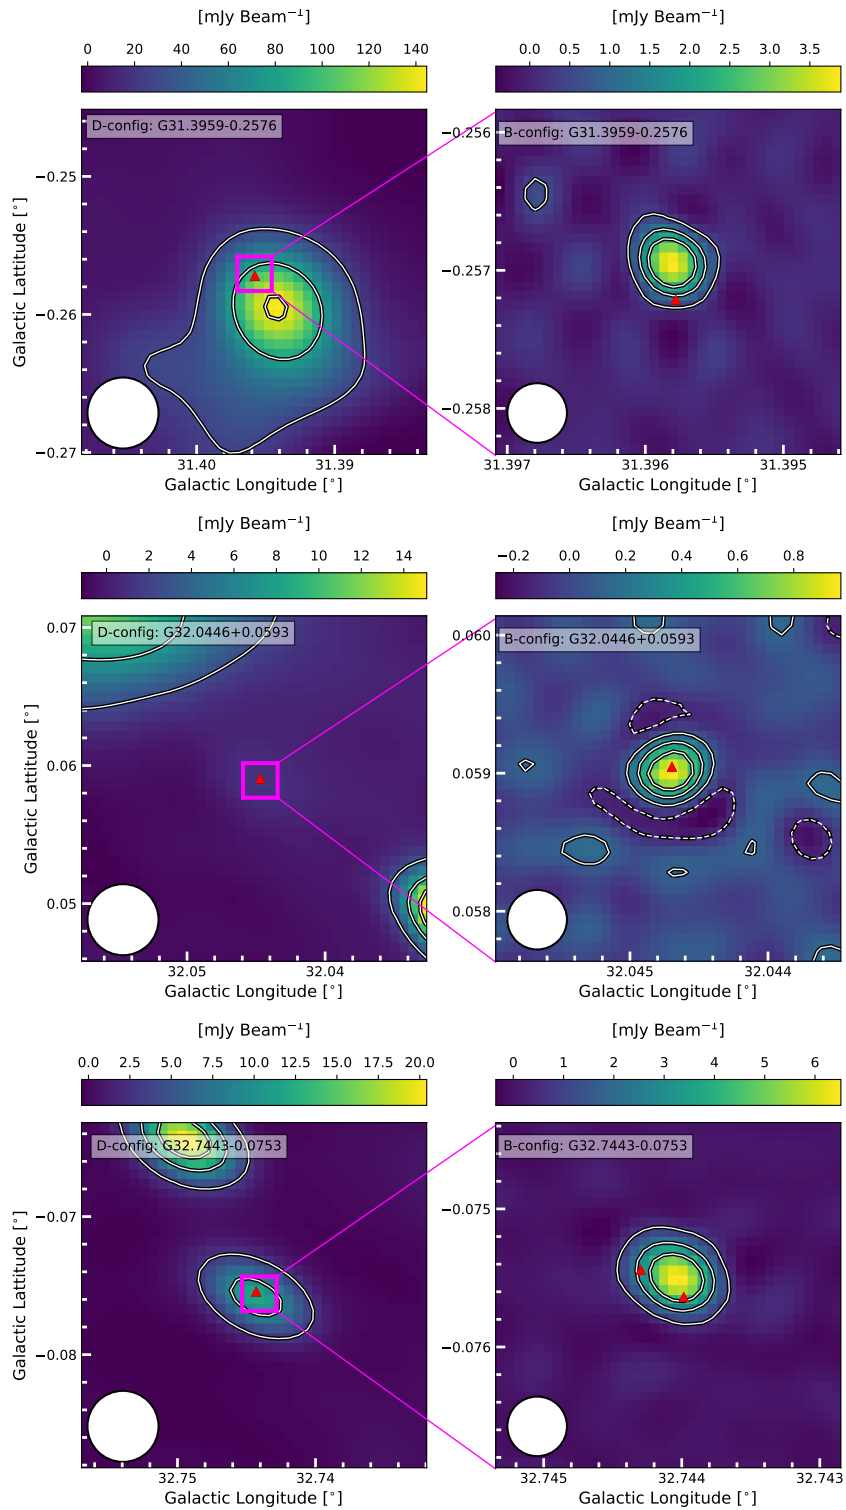 [mJy Beam⁻¹] [mJy Beam⁻¹]
0 20 40 60 80 100 120 140 0.0 0.5 1.0 1.5 2.0 2.5 3.0 3.5
D-config: G31.3959-0.2576 B-config: G31.3959-0.2576
Galactic Lattitude [°]
−0.25
−0.26
−0.27
−0.256
−0.257
−0.258
31.40 31.39 31.397 31.396 31.395
Galactic Longitude [°] Galactic Longitude [°]
[mJy Beam⁻¹] [mJy Beam⁻¹]
0 2 4 6 8 10 12 14 −0.2 0.0 0.2 0.4 0.6 0.8
D-config: G32.0446+0.0593 B-config: G32.0446+0.0593
Galactic Lattitude [°]
0.07
0.06
0.05
0.060
0.059
0.058
32.05 32.04 32.045 32.044
Galactic Longitude [°] Galactic Longitude [°]
[mJy Beam⁻¹] [mJy Beam⁻¹]
0.0 2.5 5.0 7.5 10.0 12.5 15.0 17.5 20.0 0 1 2 3 4 5 6
D-config: G32.7443-0.0753 B-config: G32.7443-0.0753
Galactic Lattitude [°]
−0.07
−0.08
−0.075
−0.076
32.75 32.74 32.745 32.744 32.743
Galactic Longitude [°] Galactic Longitude [°]